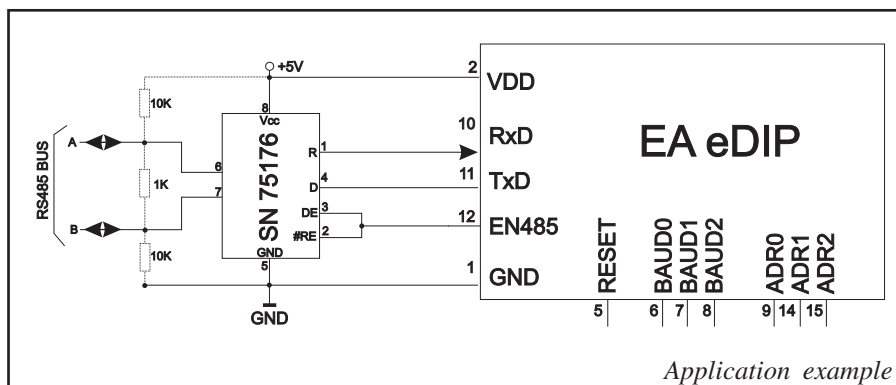 +5V
2
VDD
10K
8
Vcc
10
RxD
EA eDIP
A
R
1
6
RS485 BUS
1K
SN 75176
D
4
11
TxD
7
DE
3
12
EN485
B
#RE
2
10K
GND
5
1
GND
GND
RESET
BAUD0
BAUD1
BAUD2
ADR0
ADR1
ADR2
5
6
7
8
9
14
15
Application example